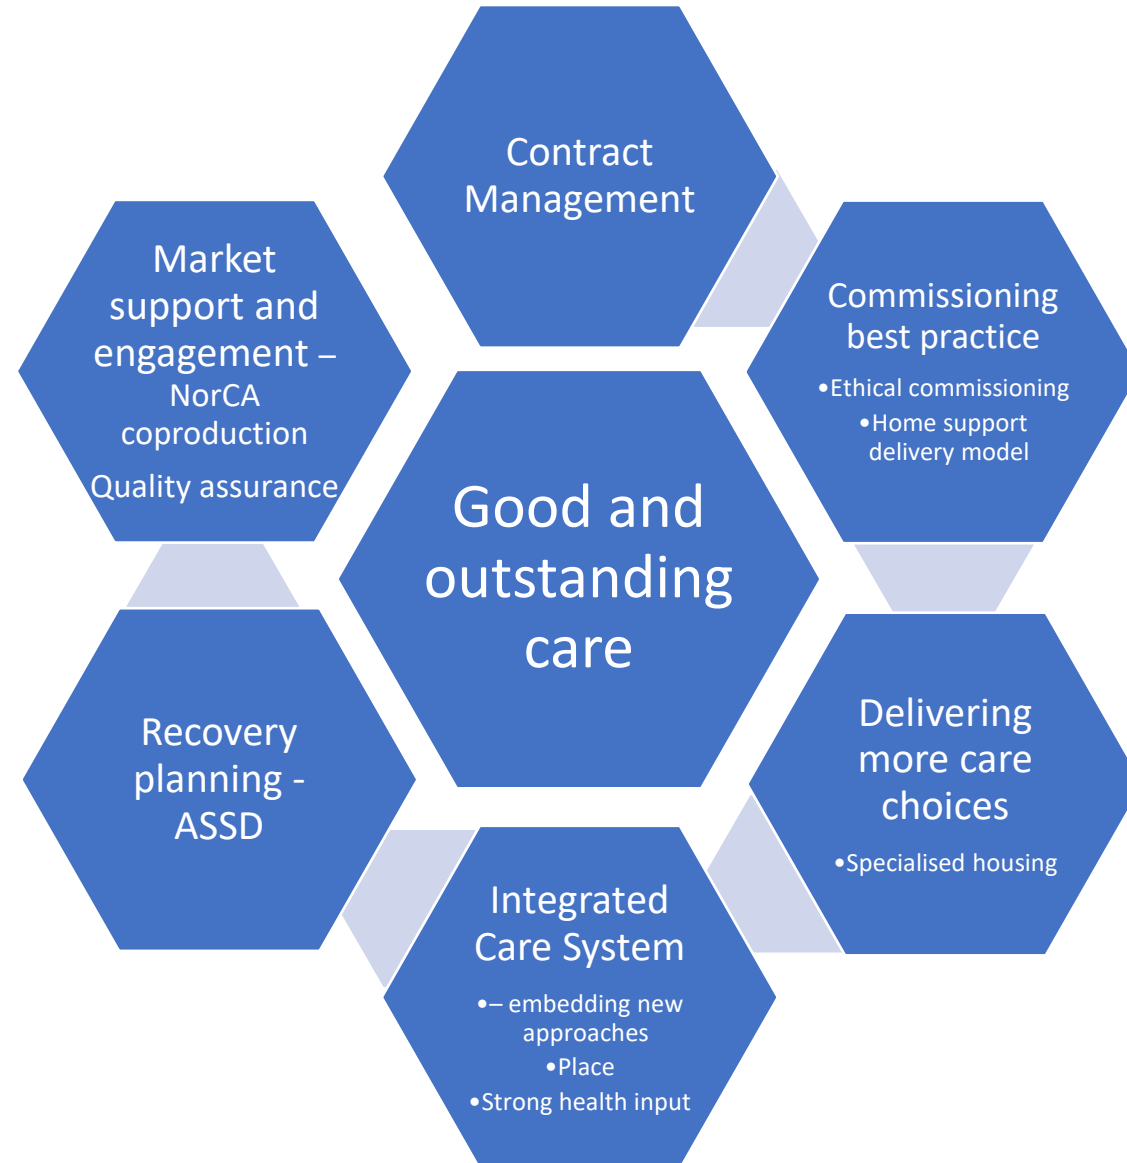 Contract
Management
Commissioning
best practice
•Ethical commissioning
•Home support
delivery model
Delivering
more care
choices
•Specialised housing
Integrated
Care System
•– embedding new
approaches
•Place
•Strong health input
Recovery
planning -
ASSD
Market
support and
engagement –
NorCA
coproduction
Quality assurance
Good and
outstanding
care